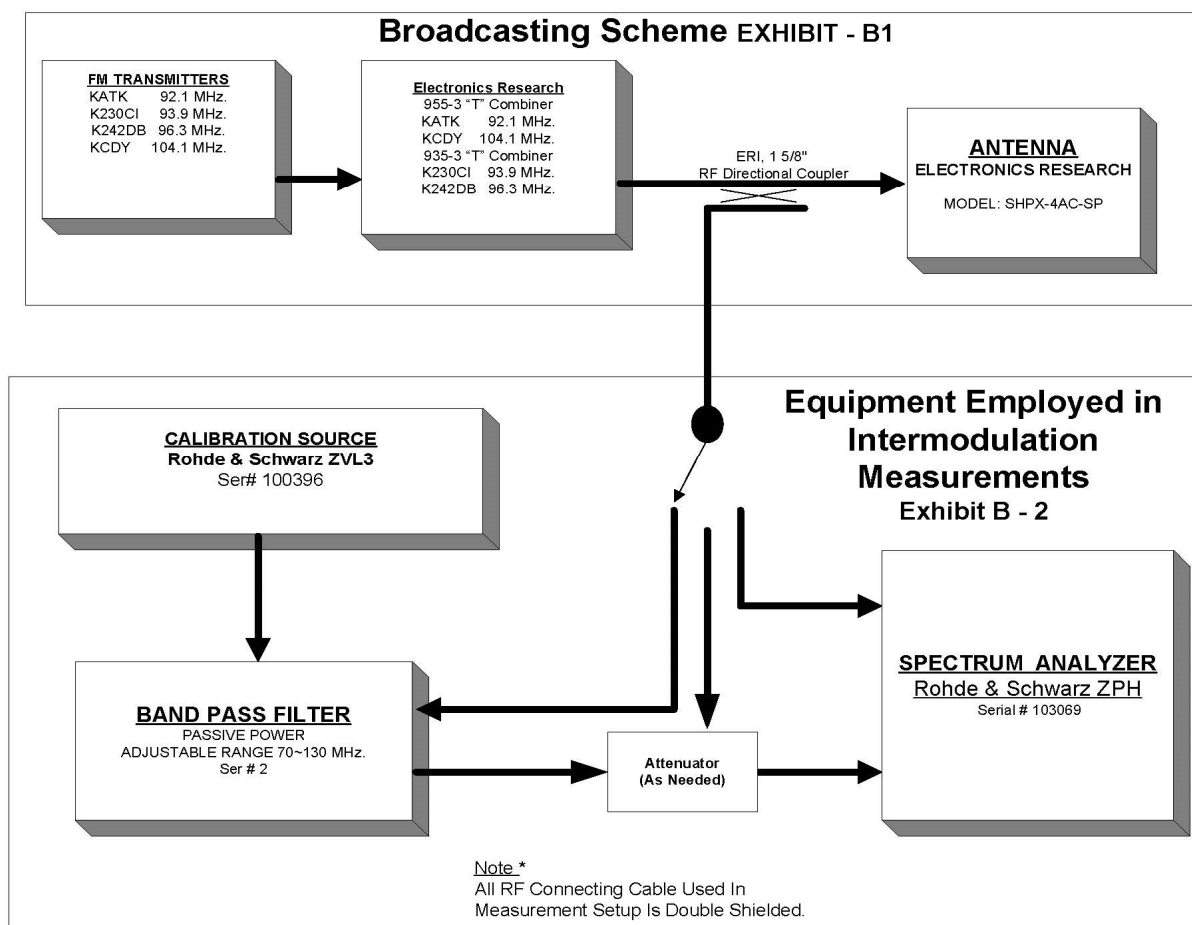 Broadcasting Scheme EXHIBIT - B1
FM TRANSMITTERS
KATK 92.1 MHz.
K230CI 93.9 MHz.
K242DB 96.3 MHz.
KCDY 104.1 MHz.
Electronics Research
955-3 “T” Combiner
KATK 92.1 MHz.
KCDY 104.1 MHz.
935-3 “T” Combiner
K230CI 93.9 MHz.
K242DB 96.3 MHz.
ERI, 1 5/8"
RF Directional Coupler
ANTENNA
ELECTRONICS RESEARCH
MODEL: SHPX-4AC-SP
Equipment Employed in
Intermodulation
Measurements
Exhibit B - 2
CALIBRATION SOURCE
Rohde & Schwarz ZVL3
Ser# 100396
BAND PASS FILTER
PASSIVE POWER
ADJUSTABLE RANGE 70~130 MHz.
Ser # 2
Attenuator
(As Needed)
SPECTRUM ANALYZER
Rohde & Schwarz ZPH
Serial # 103069
Note *
All RF Connecting Cable Used In
Measurement Setup Is Double Shielded.